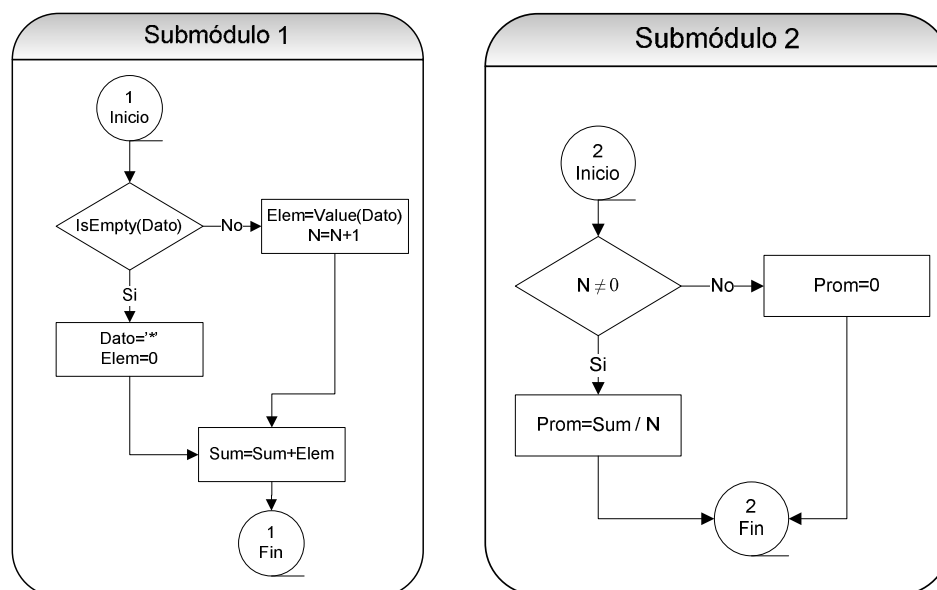 Submódulo 1
1
Inicio
IsEmpty(Dato)
No
Elem=Value(Dato)
N=N+1
Si
Dato='*'
Elem=0
Sum=Sum+Elem
1
Fin
Submódulo 2
2
Inicio
N ≠ 0
No
Prom=0
Si
Prom=Sum / N
2
Fin